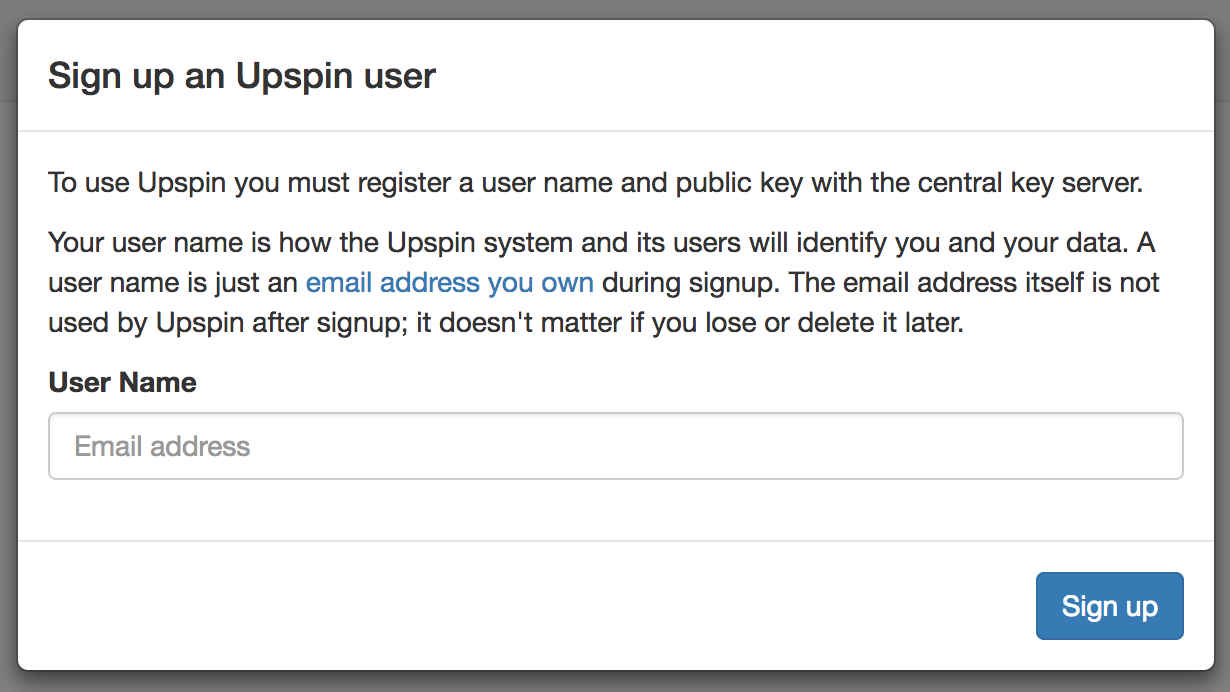 Sign up an Upspin user
To use Upspin you must register a user name and public key with the central key server.
Your user name is how the Upspin system and its users will identify you and your data. A
user name is just an email address you own during signup. The email address itself is not
used by Upspin after signup; it doesn't matter if you lose or delete it later.
User Name
Email address
Sign up